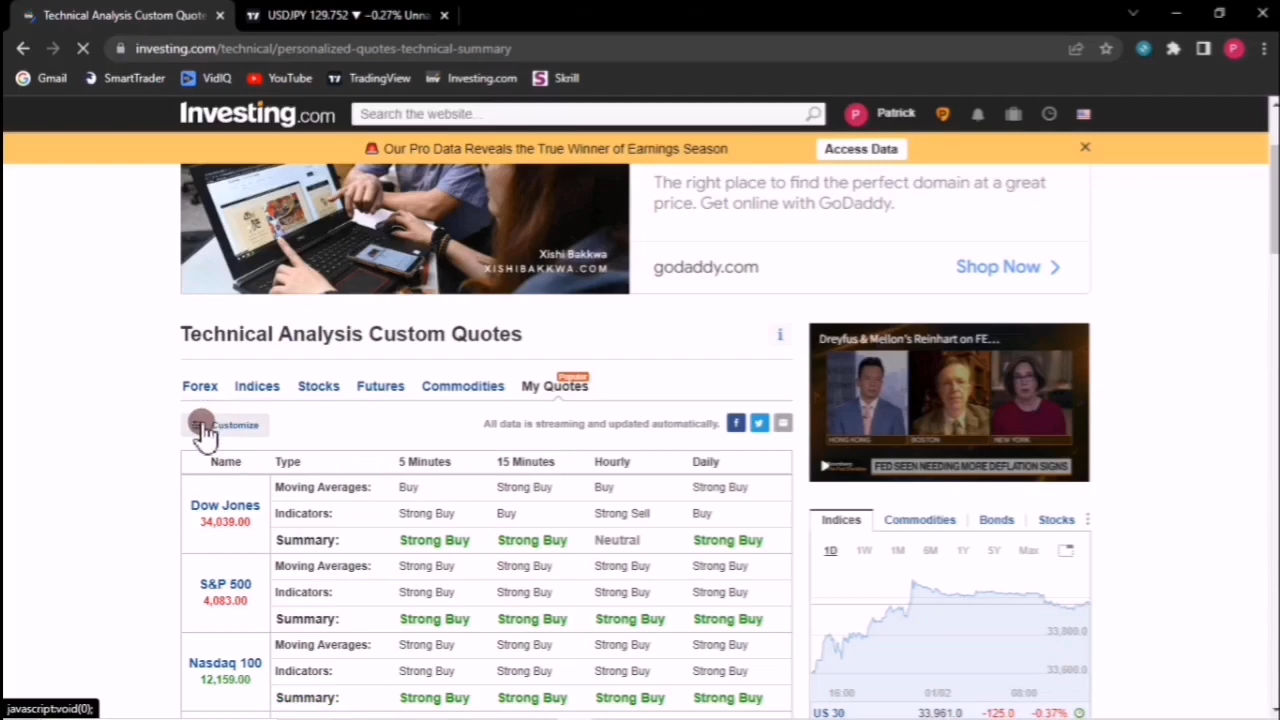 Technical Analysis Custom Quote
USDJPY 129.752 ▼ −0.27% Unna
investing.com/technical/personalized-quotes-technical-summary
P
Gmail SmartTrader VidIQ YouTube TradingView Investing.com Skrill
Investing.com
Search the website...
P Patrick
Our Pro Data Reveals the True Winner of Earnings Season
Access Data
Xishi Bakkwa
XISHIBAKKWA.COM
The right place to find the perfect domain at a great
price. Get online with GoDaddy.
godaddy.com
Shop Now
Technical Analysis Custom Quotes
i
Popular
Forex Indices Stocks Futures Commodities My Quotes
Customize
All data is streaming and updated automatically.
Name Type 5 Minutes 15 Minutes Hourly Daily
Dow Jones
34,039.00
Moving Averages: Buy Strong Buy Buy Strong Buy
Indicators: Strong Buy Buy Strong Sell Buy
Summary: Strong Buy Strong Buy Neutral Strong Buy
S&P 500
4,083.00
Moving Averages: Strong Buy Strong Buy Strong Buy Strong Buy
Indicators: Strong Buy Strong Buy Strong Buy Strong Buy
Summary: Strong Buy Strong Buy Strong Buy Strong Buy
Nasdaq 100
12,159.00
Moving Averages: Strong Buy Strong Buy Strong Buy Strong Buy
Indicators: Strong Buy Strong Buy Strong Buy Strong Buy
Summary: Strong Buy Strong Buy Strong Buy Strong Buy
Dreyfus & Mellon's Reinhart on FE...
HONG KONG BOSTON NEW YORK
FED SEEN NEEDING MORE DEFLATION SIGNS
Indices Commodities Bonds Stocks
1D 1W 1M 6M 1Y 5Y Max
33,800.0
33,600.0
16:00 01/02 08:00
US 30 33,961.0 -125.0 -0.37%
javascript:void(0);